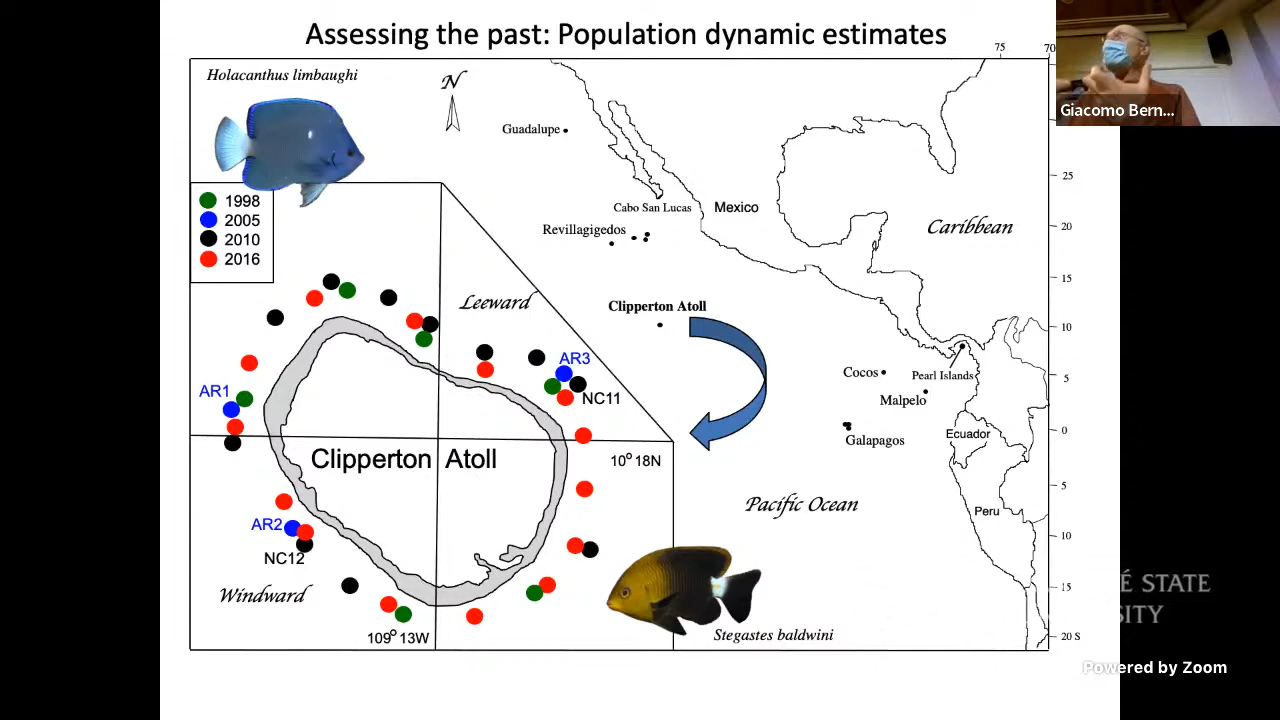 Assessing the past: Population dynamic estimates
75
70
Giacomo Bern...
Holacanthus limbaughi
N
Guadalupe
25
1998
2005
2010
2016
Cabo San Lucas
Mexico
Revillagigedos
20
Caribbean
15
Leeward
Clipperton Atoll
10
AR3
Cocos
Pearl Islands
5
AR1
NC11
Malpelo
0
Ecuador
Galapagos
Clipperton Atoll
10° 18N
5
Pacific Ocean
Peru
AR2
10
NC12
15
É STATE
Windward
SITY
109° 13W
Stegastes baldwini
20 S
Powered by Zoom